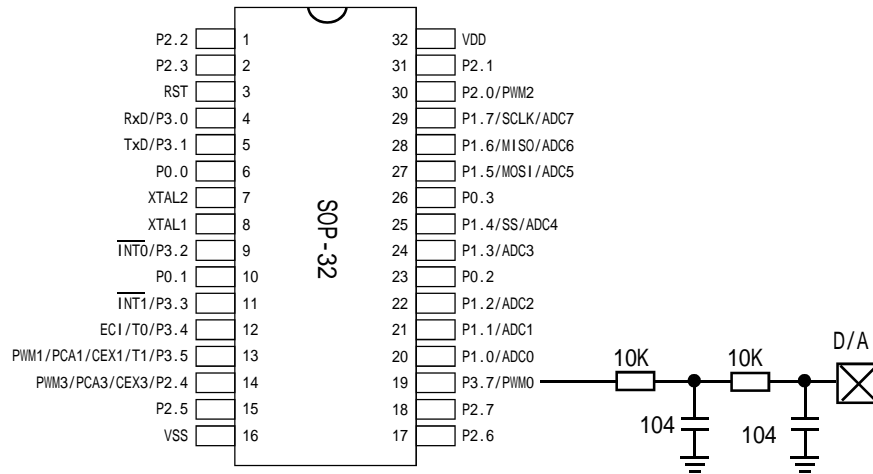 P2.2 1 32 VDD
P2.3 2 31 P2.1
RST 3 30 P2.0/PWM2
RxD/P3.0 4 29 P1.7/SCLK/ADC7
TxD/P3.1 5 28 P1.6/MISO/ADC6
P0.0 6 27 P1.5/MOSI/ADC5
XTAL2 7 26 P0.3
XTAL1 8 25 P1.4/SS/ADC4
INT0/P3.2 9 24 P1.3/ADC3
P0.1 10 23 P0.2
INT1/P3.3 11 22 P1.2/ADC2
ECI/T0/P3.4 12 21 P1.1/ADC1
PWM1/PCA1/CEX1/T1/P3.5 13 20 P1.0/ADC0
PWM3/PCA3/CEX3/P2.4 14 19 P3.7/PWM0
P2.5 15 18 P2.7
VSS 16 17 P2.6
SOP-32
10K 10K D/A
104 104